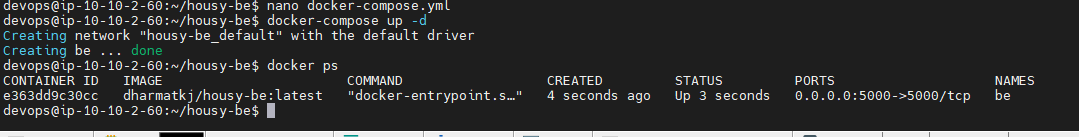 devops@ip-10-10-2-60:~/housy-be$ nano docker-compose.yml
devops@ip-10-10-2-60:~/housy-be$ docker-compose up -d
Creating network "housy-be_default" with the default driver
Creating be ... done
devops@ip-10-10-2-60:~/housy-be$ docker ps
CONTAINER ID   IMAGE                       COMMAND                  CREATED         STATUS         PORTS                    NAMES
e363dd9c30cc   dharmatkj/housy-be:latest   "docker-entrypoint.s…"   4 seconds ago   Up 3 seconds   0.0.0.0:5000->5000/tcp   be
devops@ip-10-10-2-60:~/housy-be$